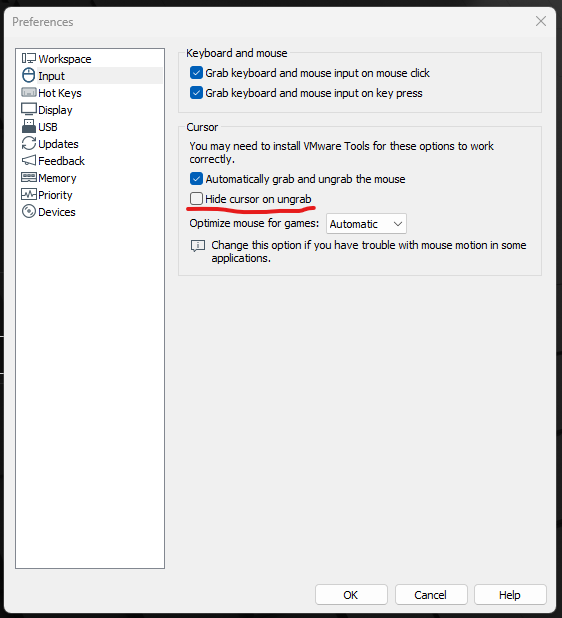 Preferences
Workspace
Input
Hot Keys
Display
USB
Updates
Feedback
Memory
Priority
Devices
Keyboard and mouse
Grab keyboard and mouse input on mouse click
Grab keyboard and mouse input on key press
Cursor
You may need to install VMware Tools for these options to work
correctly.
Automatically grab and ungrab the mouse
Hide cursor on ungrab
Optimize mouse for games: Automatic
Change this option if you have trouble with mouse motion in some
applications.
OK Cancel Help